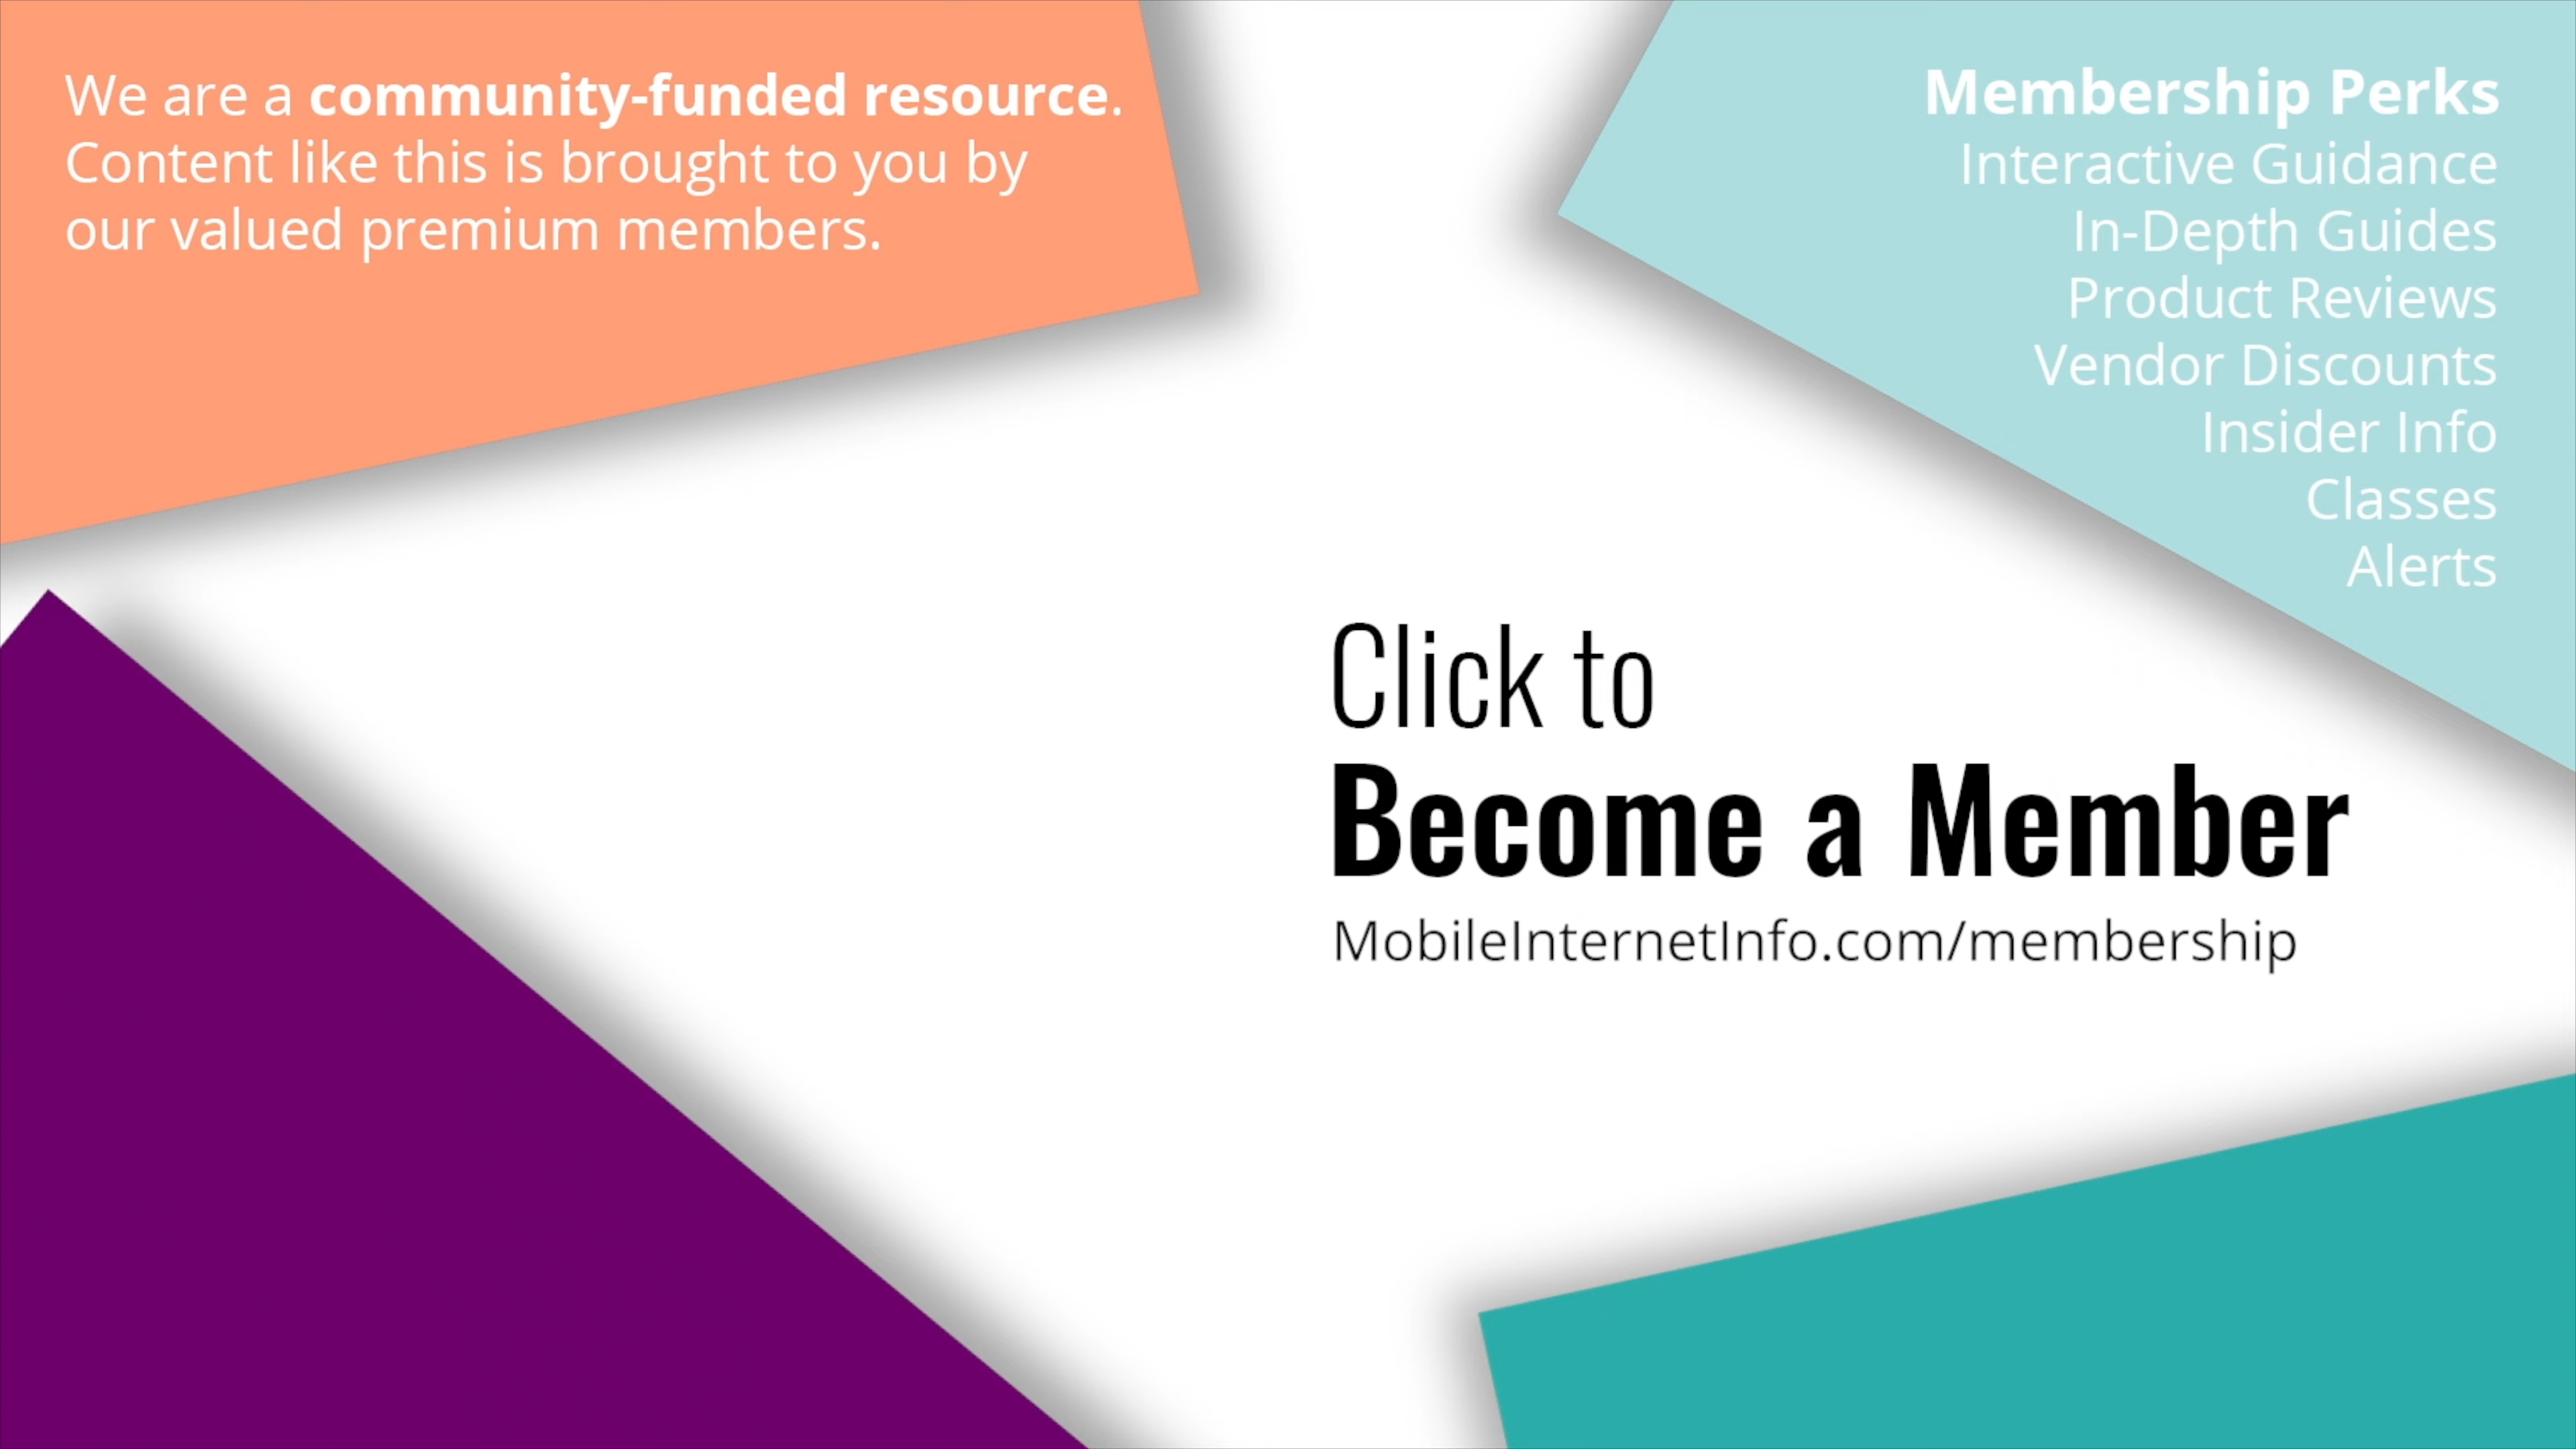 We are a community-funded resource.
Content like this is brought to you by
our valued premium members.
Membership Perks
Interactive Guidance
In-Depth Guides
Product Reviews
Vendor Discounts
Insider Info
Classes
Alerts
Click to
Become a Member
MobileInternetInfo.com/membership